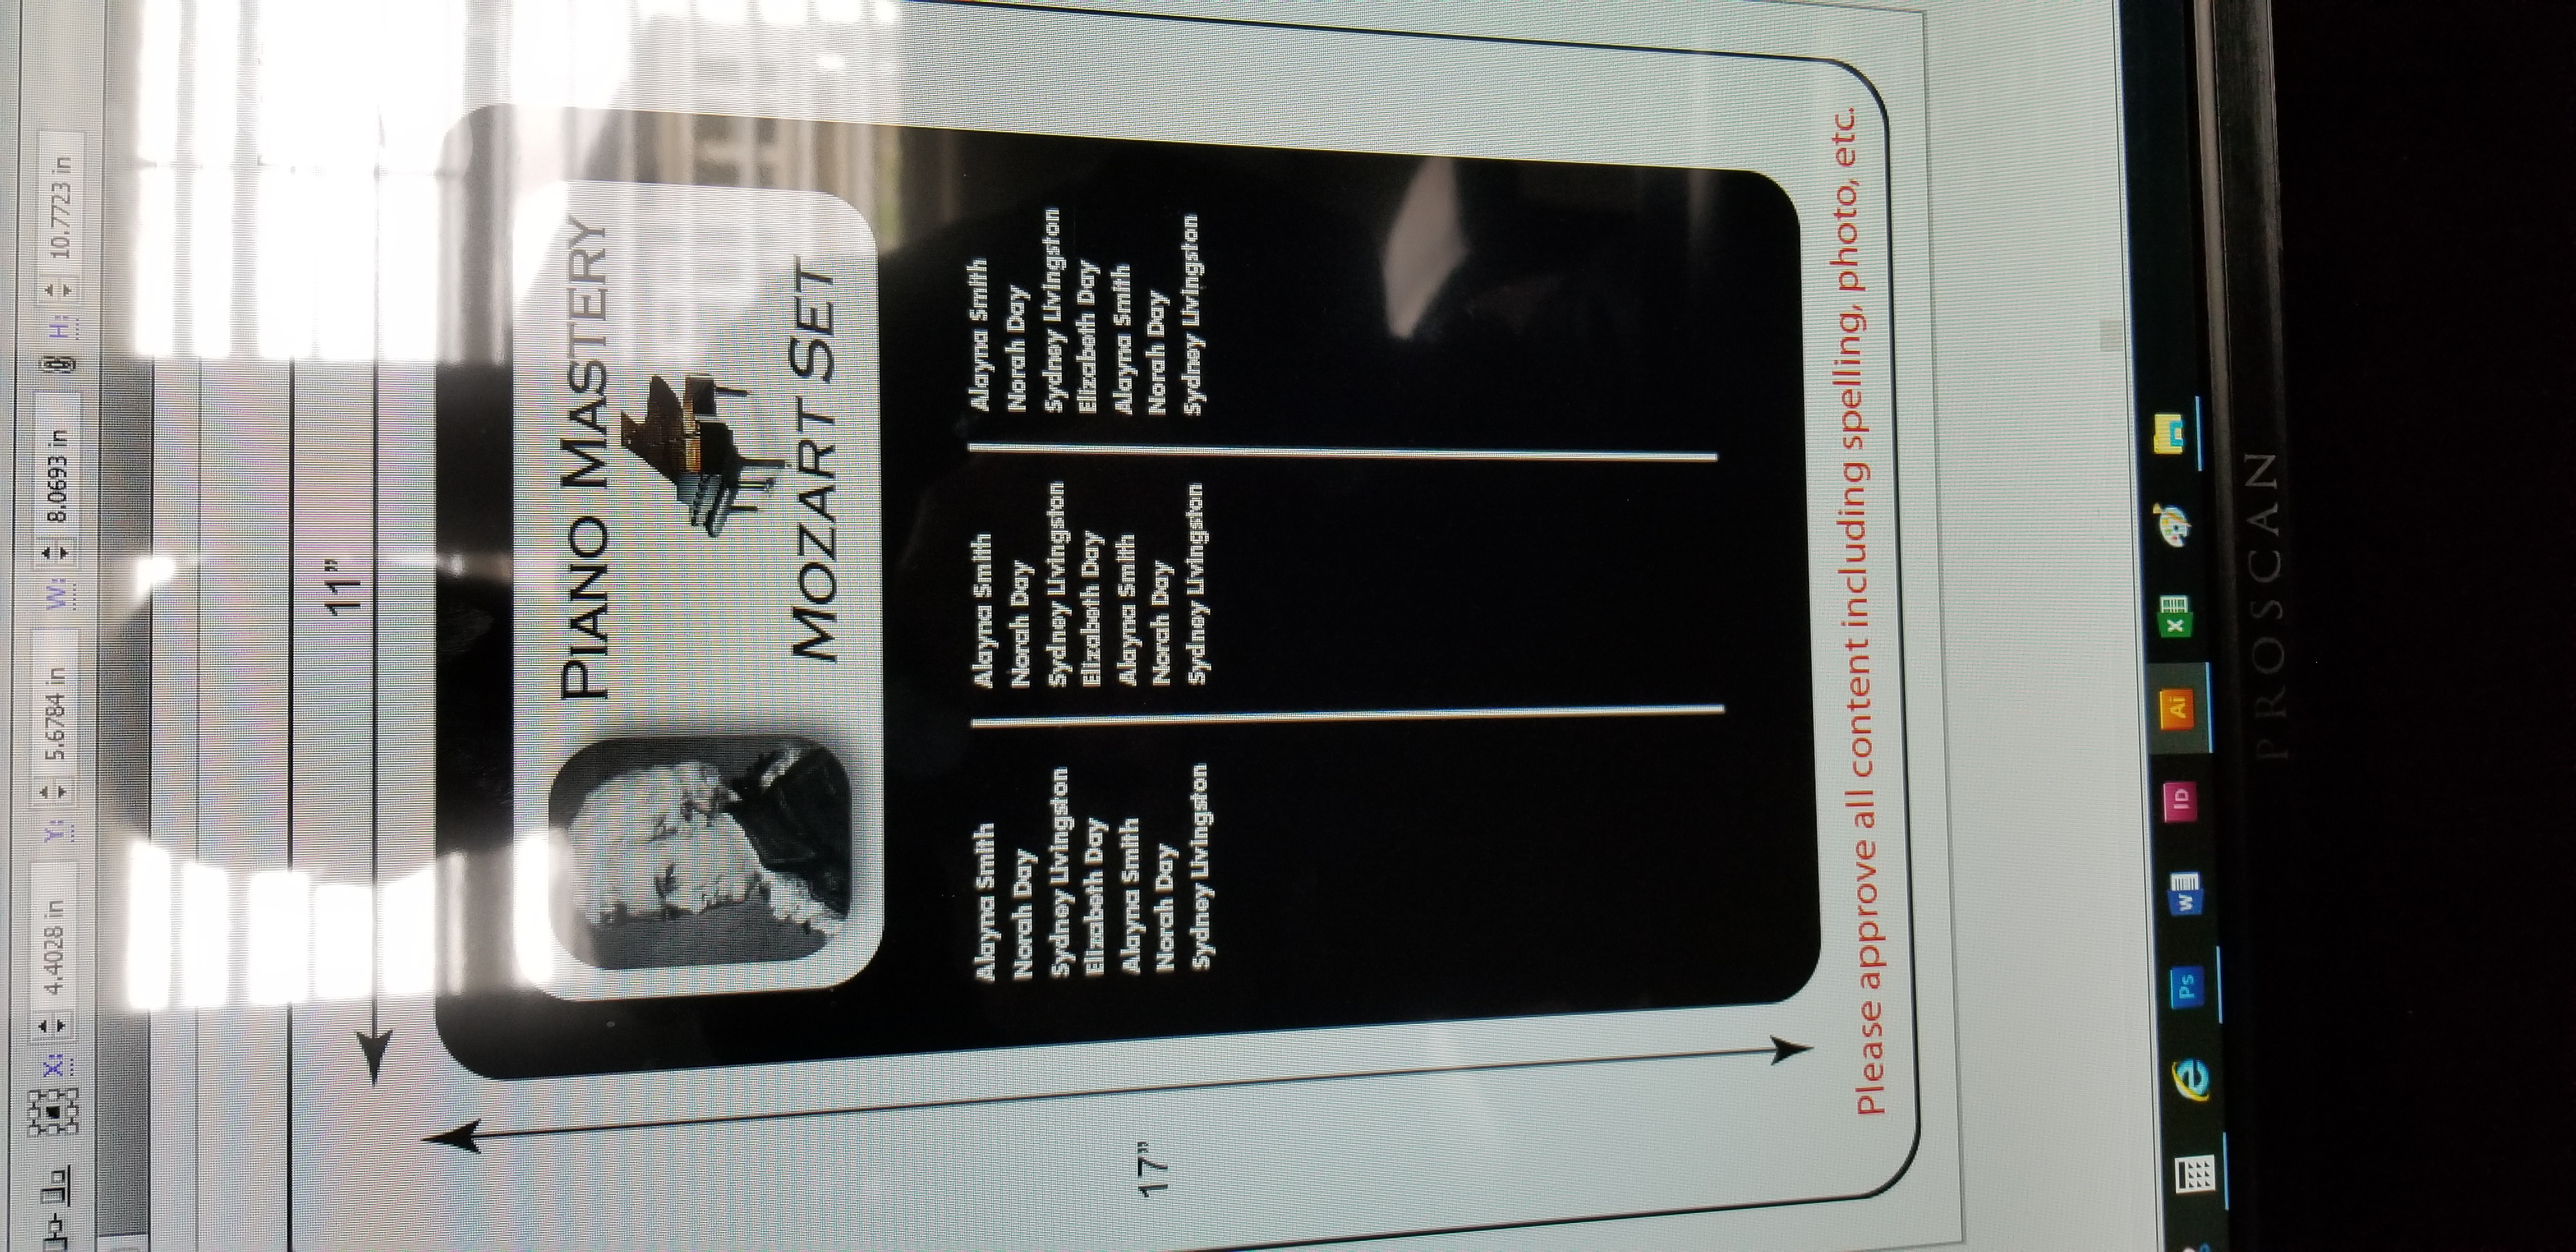 X: 4.4028 in Y: 5.6784 in W: 8.0693 in H: 10.7723 in
11”
PIANO MASTERY
MOZART SET
17”
Alayna Smith
Norah Day
Sydney Livingston
Elizabeth Day
Alayna Smith
Norah Day
Sydney Livingston
Alayna Smith
Norah Day
Sydney Livingston
Elizabeth Day
Alayna Smith
Norah Day
Sydney Livingston
Alayna Smith
Norah Day
Sydney Livingston
Elizabeth Day
Alayna Smith
Norah Day
Sydney Livingston
Please approve all content including spelling, photo, etc.
Ps W ID Ai X
PROSCAN